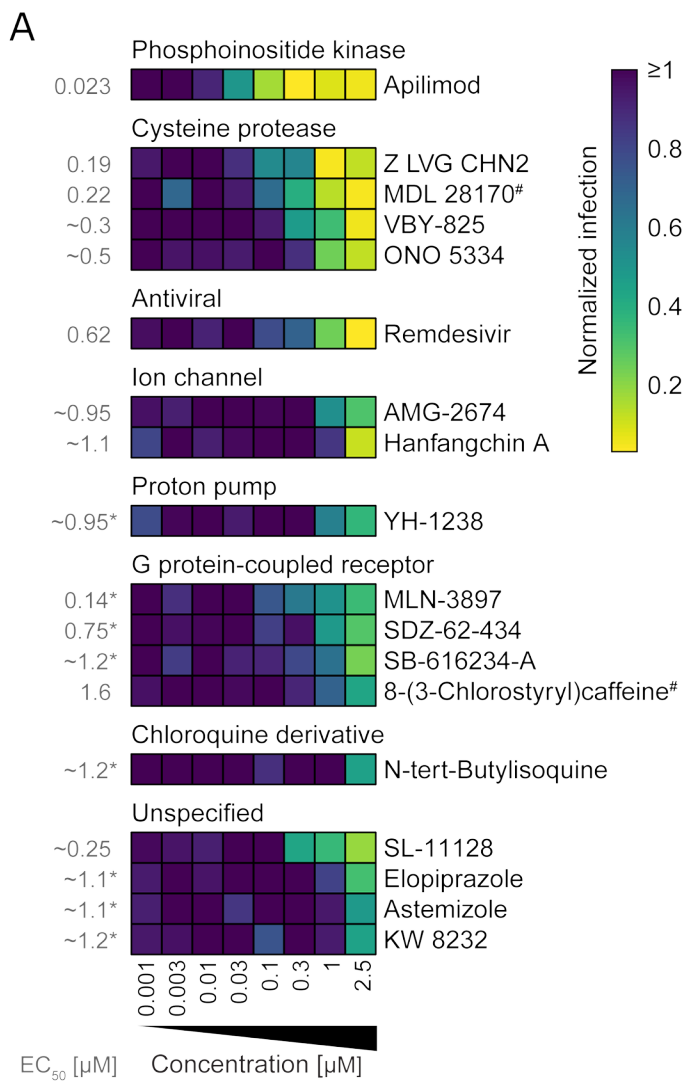 A
Phosphoinositide kinase
0.023 Apilimod
Cysteine protease
0.19 Z LVG CHN2
0.22 MDL 28170#
~0.3 VBY-825
~0.5 ONO 5334
Antiviral
0.62 Remdesivir
Ion channel
~0.95 AMG-2674
~1.1 Hanfangchin A
Proton pump
~0.95* YH-1238
G protein-coupled receptor
0.14* MLN-3897
0.75* SDZ-62-434
~1.2* SB-616234-A
1.6 8-(3-Chlorostyryl)caffeine#
Chloroquine derivative
~1.2* N-tert-Butylisoquine
Unspecified
~0.25 SL-11128
~1.1* Elopiprazole
~1.1* Astemizole
~1.2* KW 8232
0.001 0.003 0.01 0.03 0.1 0.3 1 2.5
EC50 [µM] Concentration [µM]
Normalized infection
≥1
0.8
0.6
0.4
0.2